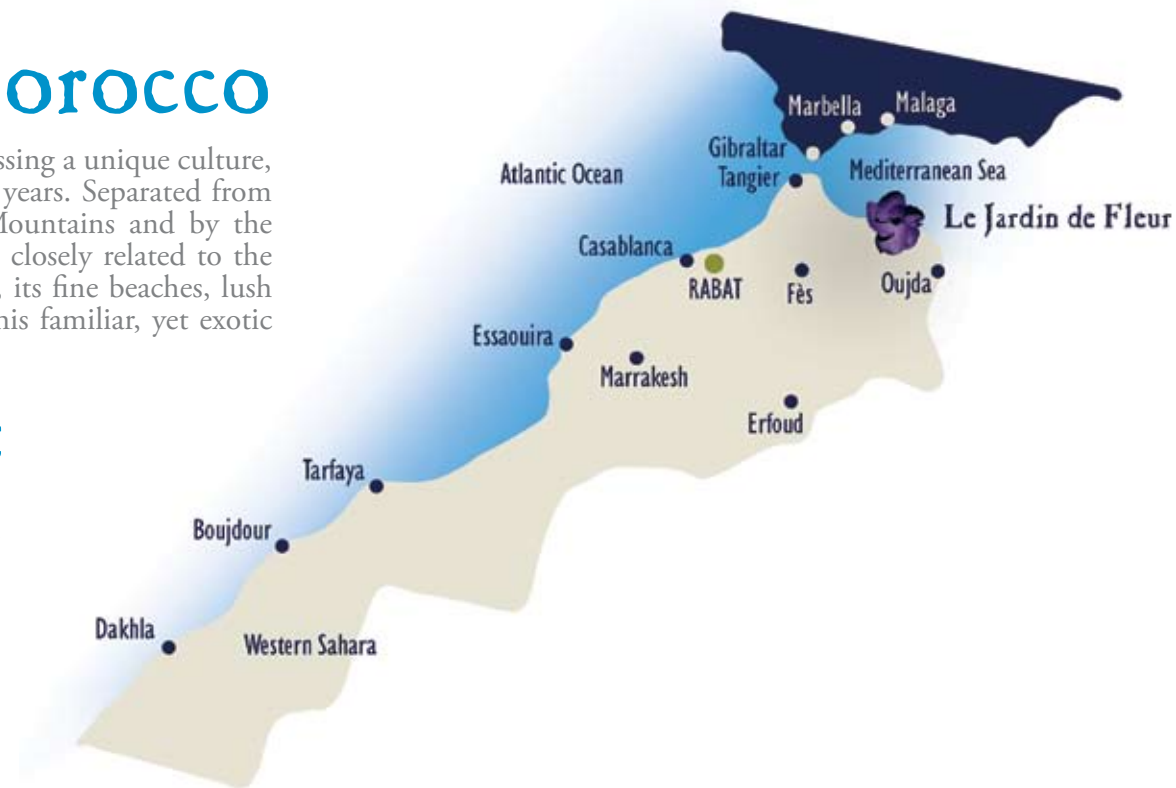 orocco
ssing a unique culture,
years. Separated from
Mountains and by the
closely related to the
, its fine beaches, lush
his familiar, yet exotic
Marbella
Malaga
Gibraltar
Tangier
Atlantic Ocean
Mediterranean Sea
Le Jardin de Fleur
Casablanca
RABAT
Fès
Oujda
Essaouira
Marrakesh
Erfoud
Tarfaya
Boujdour
Dakhla
Western Sahara